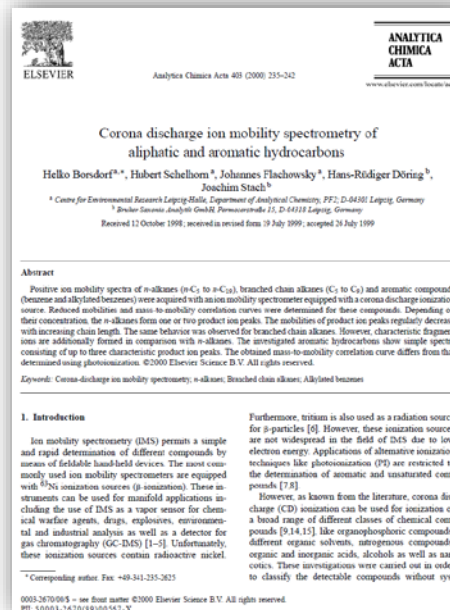 ELSEVIER
Analytica Chimica Acta 403 (2000) 235–242
ANALYTICA
CHIMICA
ACTA
www.elsevier.com/locate/a
Corona discharge ion mobility spectrometry of
aliphatic and aromatic hydrocarbons
Helko Borsdorf a,*, Hubert Schelhorn a, Johannes Flachowsky a, Hans-Rüdiger Döring b,
Joachim Stach b
a Centre for Environmental Research Leipzig-Halle, Department of Analytical Chemistry, PF2; D-04301 Leipzig, Germany
b Bruker Saxonia Analytik GmbH, Permoserstraße 15, D-04318 Leipzig, Germany
Received 12 October 1998; received in revised form 19 July 1999; accepted 26 July 1999
Abstract
Positive ion mobility spectra of n-alkanes (n-C5 to n-C10), branched chain alkanes (C5 to C8) and aromatic compound
(benzene and alkylated benzenes) were acquired with an ion mobility spectrometer equipped with a corona discharge ionizatio
source. Reduced mobilities and mass-to-mobility correlation curves were determined for these compounds. Depending o
their concentration, the n-alkanes form one or two product ion peaks. The mobilities of product ion peaks regularly decreas
with increasing chain length. The same behavior was observed for branched chain alkanes. However, characteristic fragmen
ions are additionally formed in comparison with n-alkanes. The investigated aromatic hydrocarbons show simple spectr
consisting of up to three characteristic product ion peaks. The obtained mass-to-mobility correlation curve differs from tha
determined using photoionization. ©2000 Elsevier Science B.V. All rights reserved.
Keywords: Corona-discharge ion mobility spectrometry; n-alkanes; Branched chain alkanes; Alkylated benzenes
1. Introduction
Ion mobility spectrometry (IMS) permits a simple
and rapid determination of different compounds by
means of fieldable hand-held devices. The most com-
monly used ion mobility spectrometers are equipped
with 63Ni ionization sources (β-ionization). These in-
struments can be used for manifold applications in-
cluding the use of IMS as a vapor sensor for chemi-
cal warfare agents, drugs, explosives, environmen-
tal and industrial analysis as well as a detector for
gas chromatography (GC-IMS) [1–5]. Unfortunately,
these ionization sources contain radioactive nickel.
* Corresponding author. Fax: +49-341-235-2625
Furthermore, tritium is also used as a radiation sourc
for β-particles [6]. However, these ionization source
are not widespread in the field of IMS due to lov
electron energy. Applications of alternative ionizatio
techniques like photoionization (PI) are restricted t
the determination of aromatic and unsaturated com
pounds [7,8].
However, as known from the literature, corona dis
charge (CD) ionization can be used for ionization o
a broad range of different classes of chemical com
pounds [9,14,15], like organophosphoric compounds
different organic solvents, nitrogenous compounds
organic and inorganic acids, alcohols as well as nar
cotics. These investigations were carried out in orde
to classify the detectable compounds without sys
0003-2670/00/$ – see front matter ©2000 Elsevier Science B.V. All rights reserved.